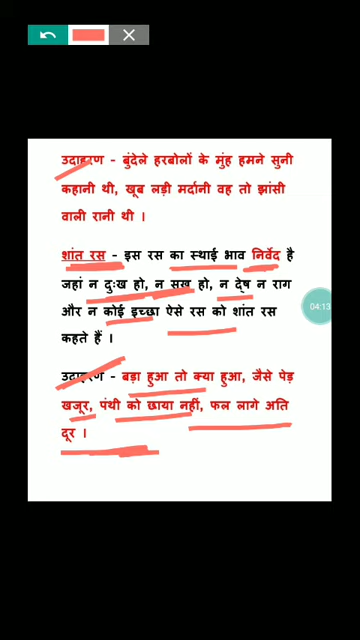 उदाहरण - बुंदेले हरबोलों के मुंह हमने सुनी
कहानी थी, खूब लड़ी मर्दानी वह तो झांसी
वाली रानी थी ।
शांत रस - इस रस का स्थाई भाव निर्वेद है
जहां न दुःख हो, न सुख हो, न द्वेष न राग
और न कोई इच्छा ऐसे रस को शांत रस
कहते हैं ।
उदाहरण - बड़ा हुआ तो क्या हुआ, जैसे पेड़
खजूर, पंथी को छाया नहीं, फल लागे अति
दूर ।
04:13